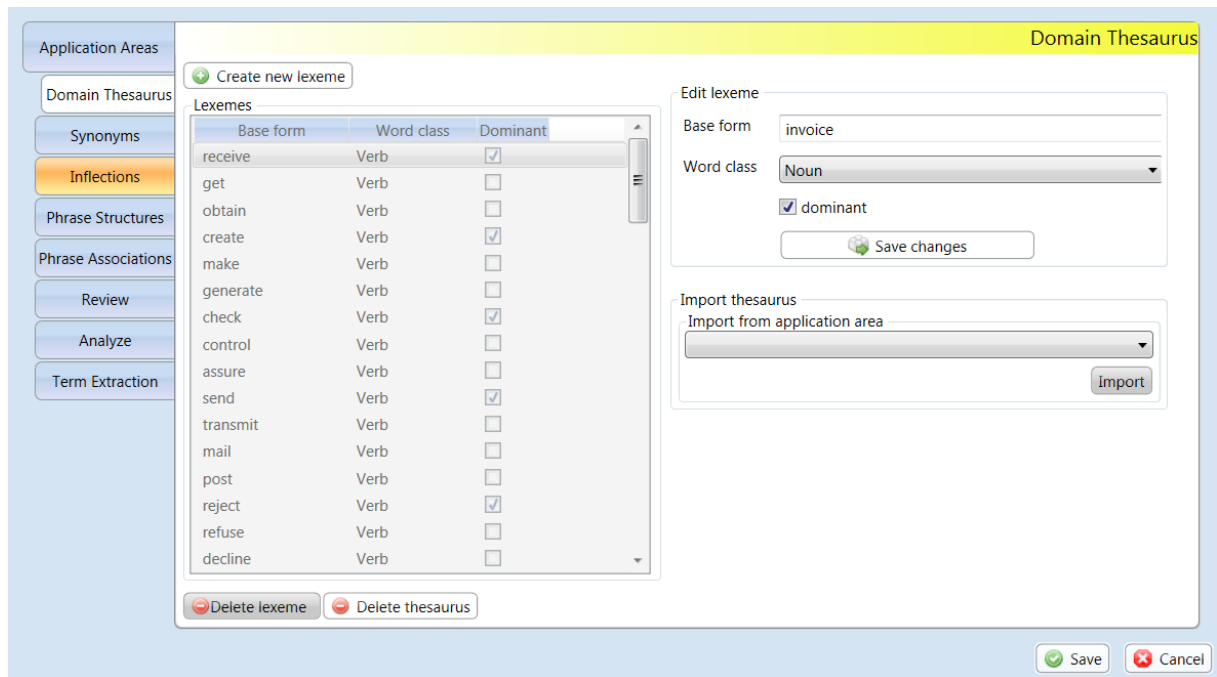 Domain Thesaurus
Application Areas
Domain Thesaurus
Synonyms
Inflections
Phrase Structures
Phrase Associations
Review
Analyze
Term Extraction
Create new lexeme
Lexemes
Base form Word class Dominant
receive Verb
get Verb
obtain Verb
create Verb
make Verb
generate Verb
check Verb
control Verb
assure Verb
send Verb
transmit Verb
mail Verb
post Verb
reject Verb
refuse Verb
decline Verb
Delete lexeme Delete thesaurus
Edit lexeme
Base form invoice
Word class Noun
dominant
Save changes
Import thesaurus
Import from application area
Import
Save Cancel